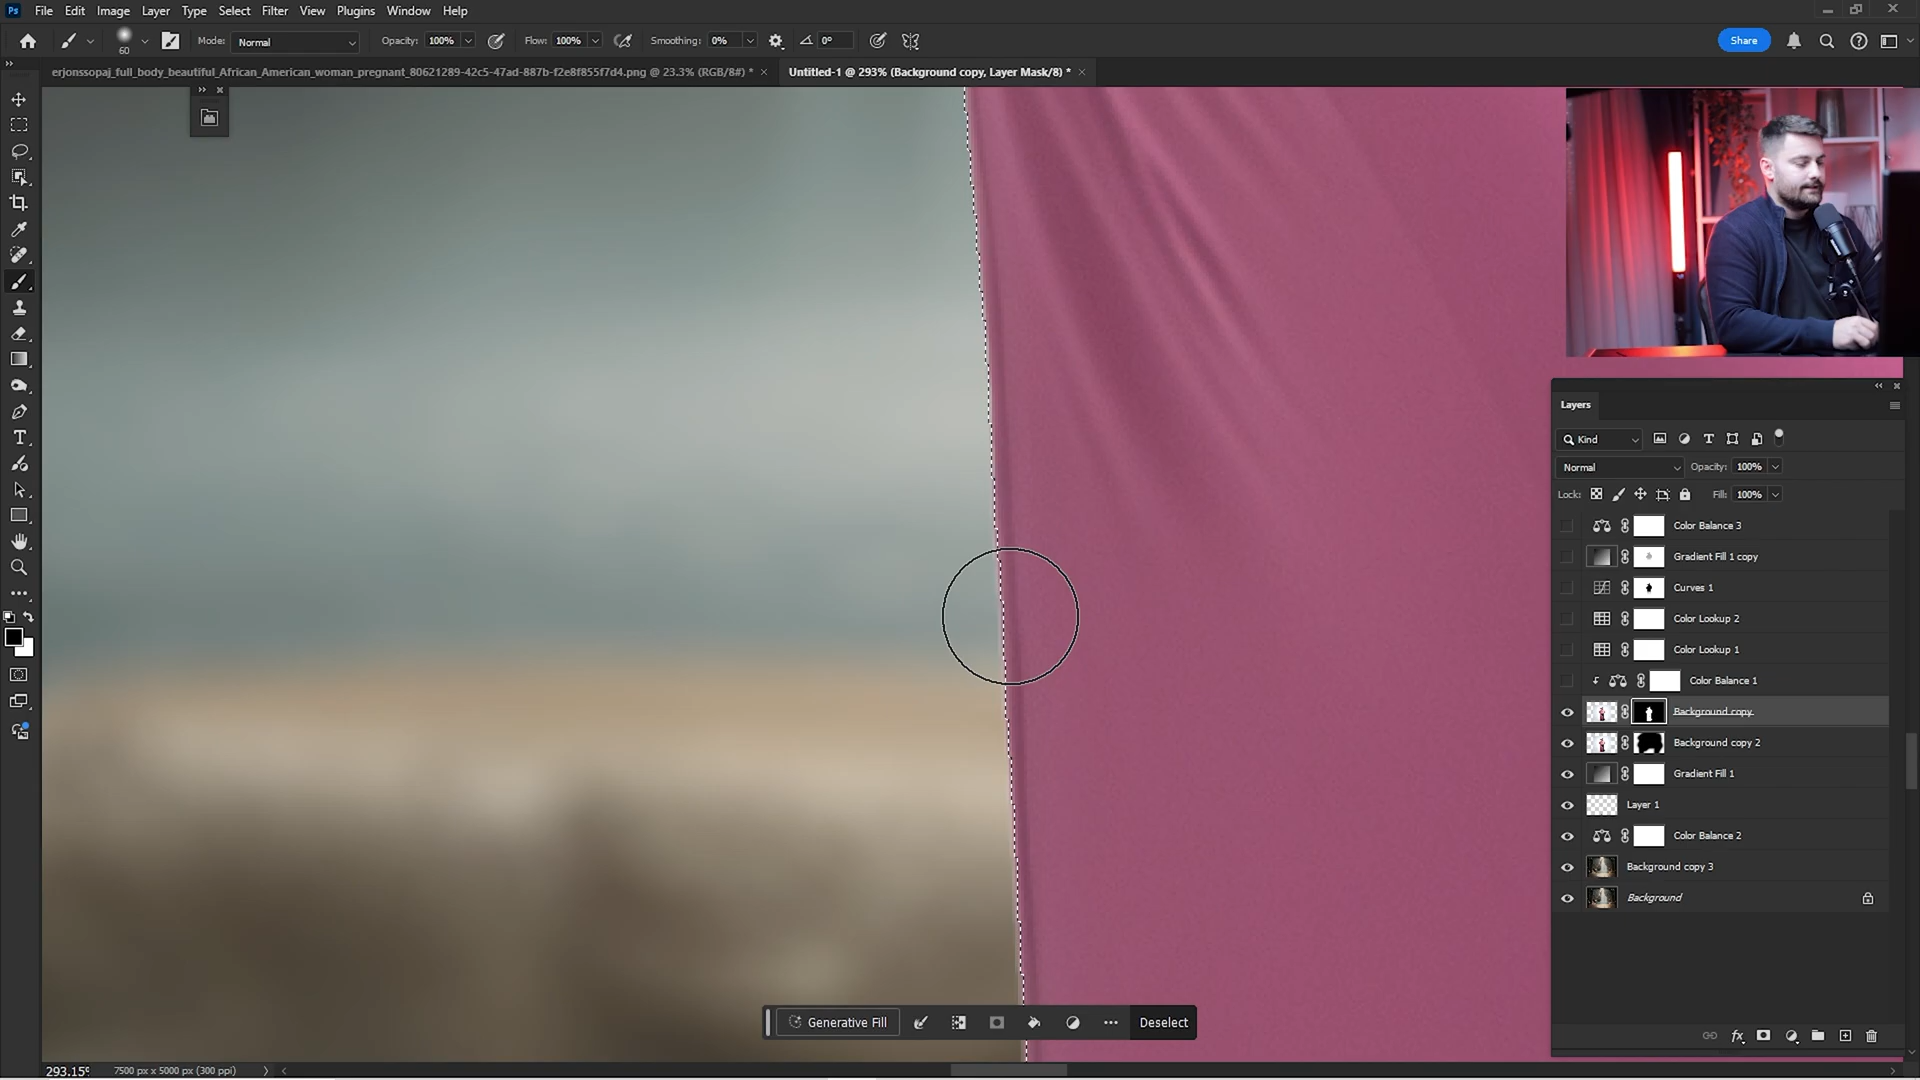 Ps File Edit Image Layer Type Select Filter View Plugins Window Help
60 Mode: Normal Opacity: 100% Flow: 100% Smoothing: 0% 0° Share
erjonssopaj_full_body_beautiful_African_American_woman_pregnant_80621289-42c5-47ad-887b-f2e8f855f7d4.png @ 23.3% (RGB/8#) * Untitled-1 @ 293% (Background copy, Layer Mask/8) *
Layers
Kind
Normal Opacity: 100%
Lock: Fill: 100%
Color Balance 3
Gradient Fill 1 copy
Curves 1
Color Lookup 2
Color Lookup 1
Color Balance 1
Background copy
Background copy 2
Gradient Fill 1
Layer 1
Color Balance 2
Background copy 3
Background
Generative Fill Deselect
293.15% 7500 px x 5000 px (300 ppi)